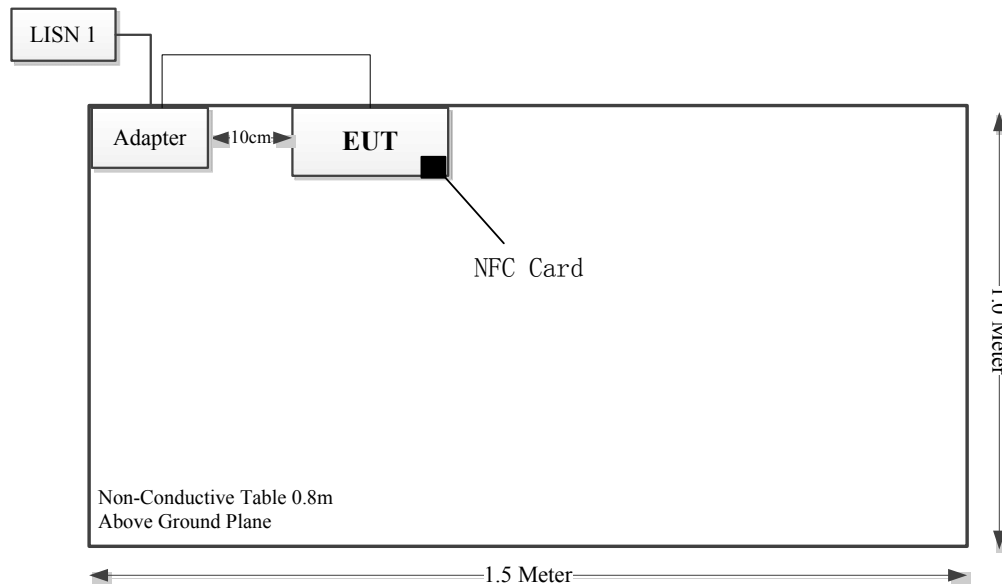 LISN 1
Adapter
10cm
EUT
NFC Card
1.0 Meter
Non-Conductive Table 0.8m
Above Ground Plane
1.5 Meter